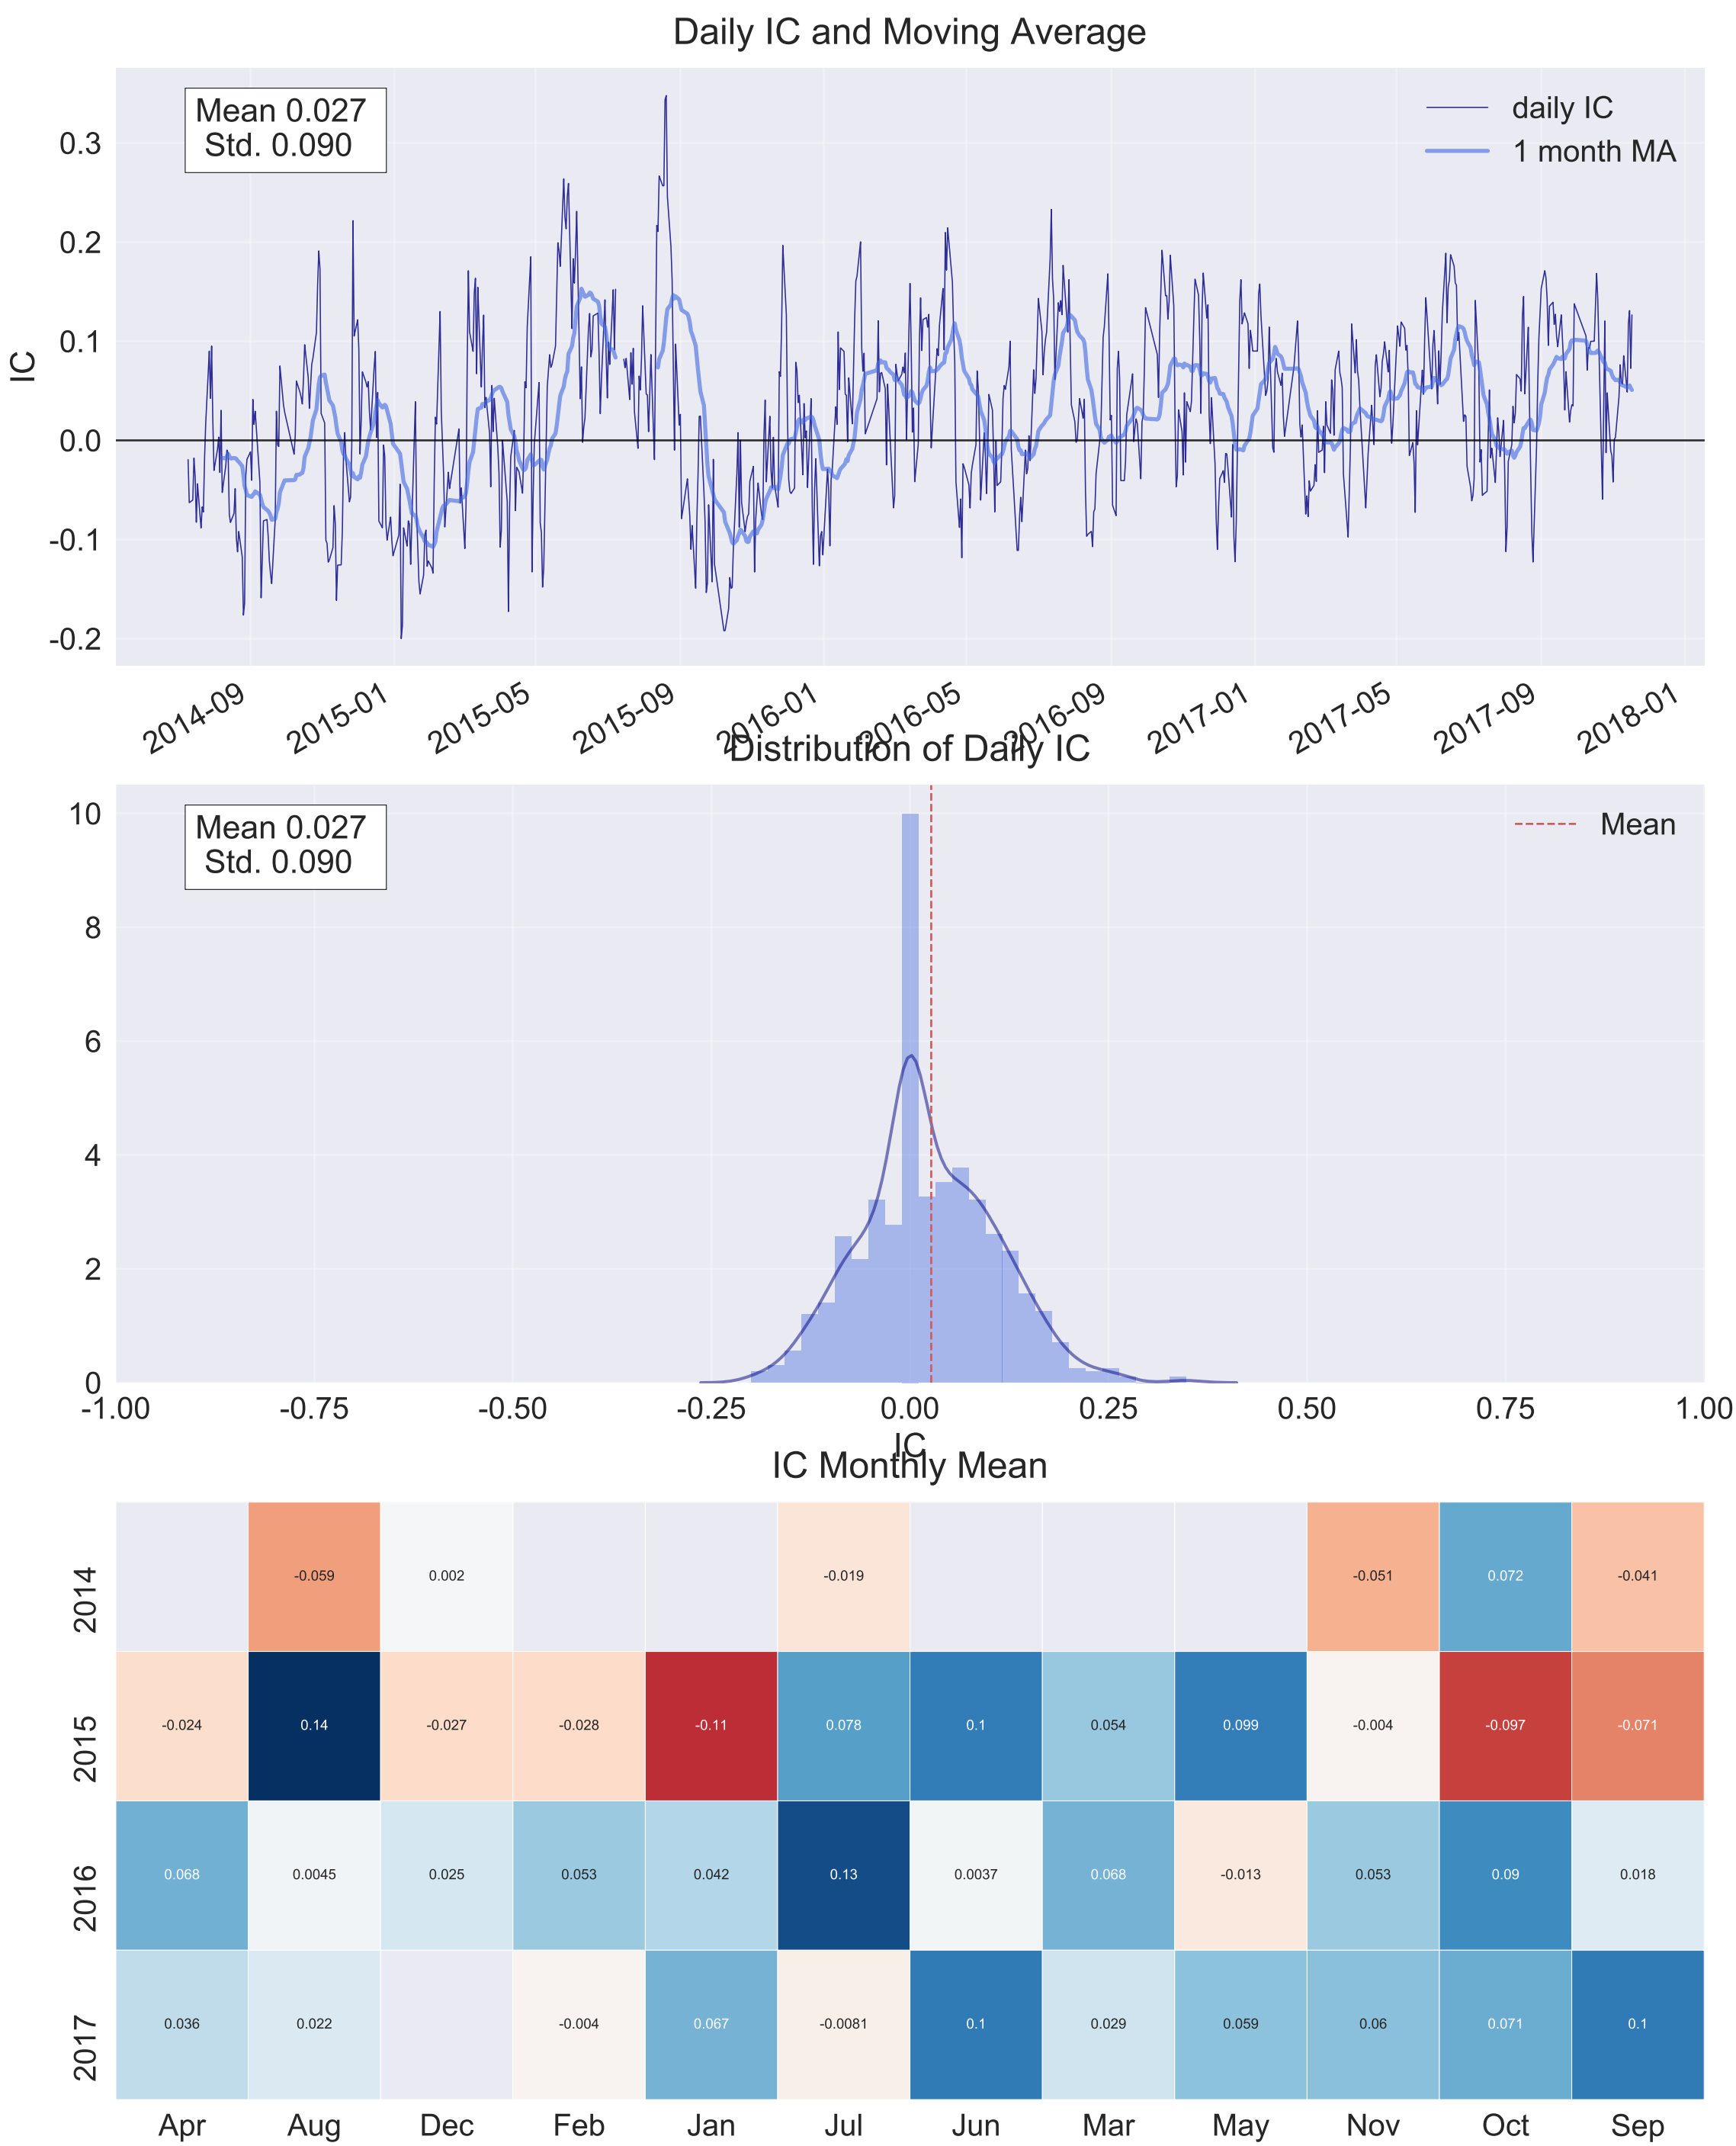 Daily IC and Moving Average
Mean 0.027
Std. 0.090
daily IC
1 month MA
IC
0.3
0.2
0.1
0.0
-0.1
-0.2
2014-09 2015-01 2015-05 2015-09 2016-01 2016-05 2016-09 2017-01 2017-05 2017-09 2018-01
Distribution of Daily IC
Mean 0.027
Std. 0.090
Mean
10
8
6
4
2
0
-1.00 -0.75 -0.50 -0.25 0.00 0.25 0.50 0.75 1.00
IC
IC Monthly Mean
2014 -0.059 0.002 -0.019 -0.051 0.072 -0.041
2015 -0.024 0.14 -0.027 -0.028 -0.11 0.078 0.1 0.054 0.099 -0.004 -0.097 -0.071
2016 0.068 0.0045 0.025 0.053 0.042 0.13 0.0037 0.068 -0.013 0.053 0.09 0.018
2017 0.036 0.022 -0.004 0.067 -0.0081 0.1 0.029 0.059 0.06 0.071 0.1
Apr Aug Dec Feb Jan Jul Jun Mar May Nov Oct Sep